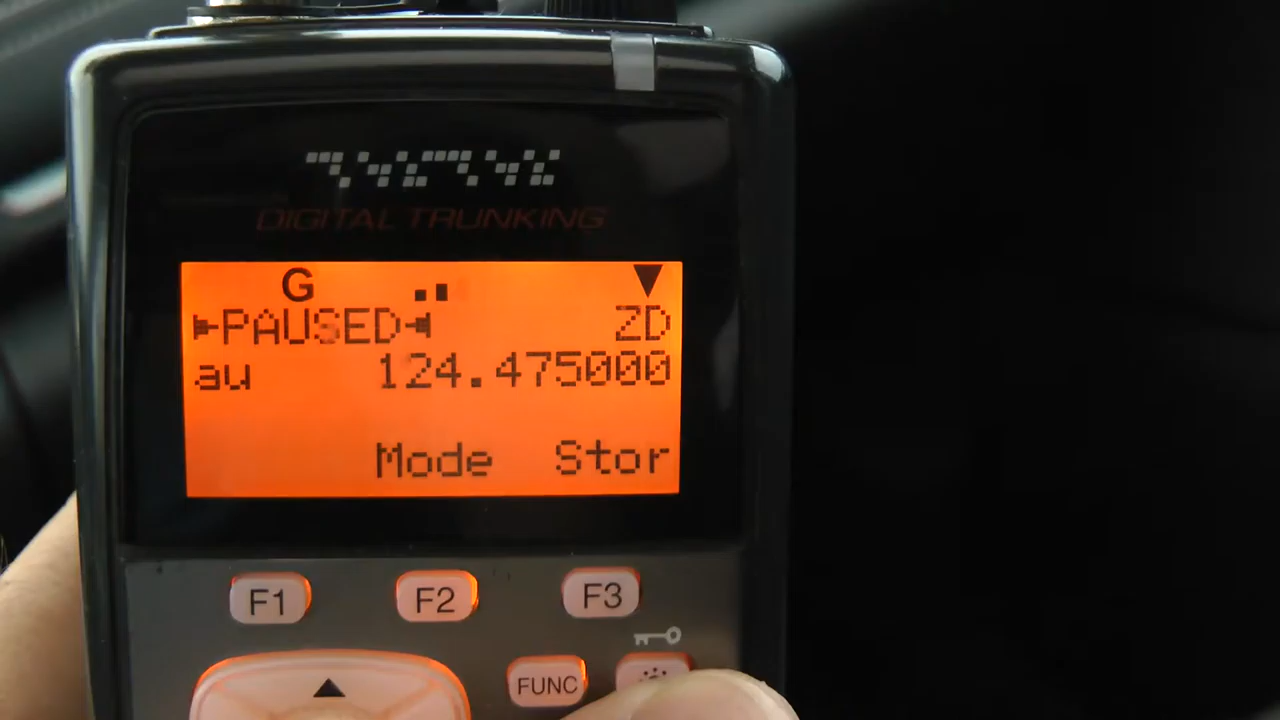 DIGITAL TRUNKING
G
PAUSED ZD
au 124.475000
Mode Stor
F1 F2 F3
FUNC